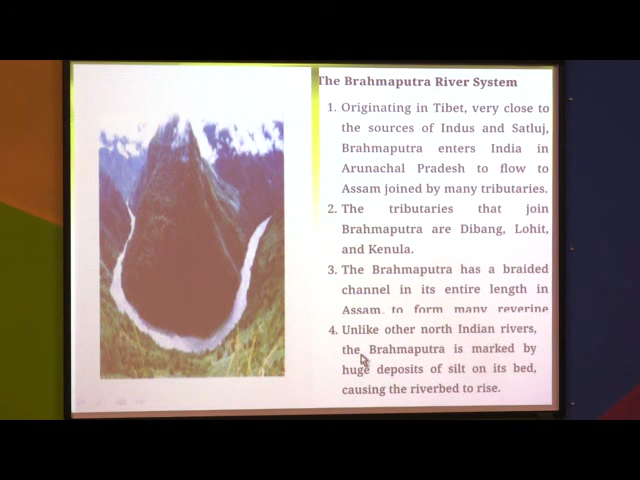 The Brahmaputra River System
1. Originating in Tibet, very close to
the sources of Indus and Satluj,
Brahmaputra enters India in
Arunachal Pradesh to flow to
Assam joined by many tributaries.
2. The tributaries that join
Brahmaputra are Dibang, Lohit,
and Kenula.
3. The Brahmaputra has a braided
channel in its entire length in
Assam to form many reverine
4. Unlike other north Indian rivers,
the Brahmaputra is marked by
huge deposits of silt on its bed,
causing the riverbed to rise.